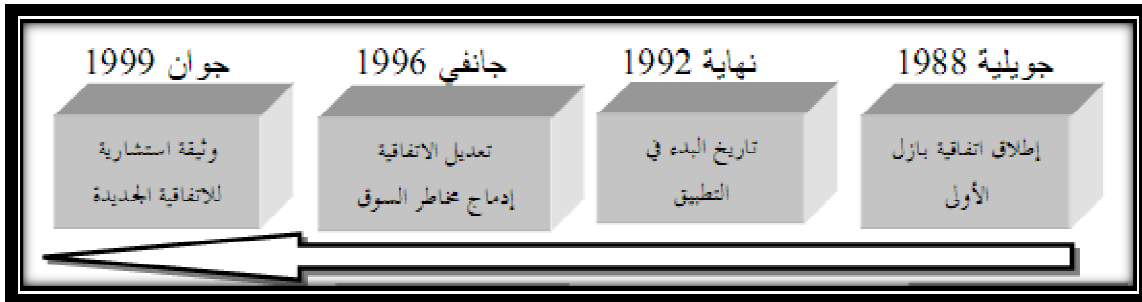 جويلية 1988
إطلاق اتفاقية بازل
الأولى
نهاية 1992
تاريخ البدء في
التطبيق
جانفي 1996
تعديل الاتفاقية
إدماج مخاطر السوق
جوان 1999
وثيقة استشارية
للاتفاقية الجديدة